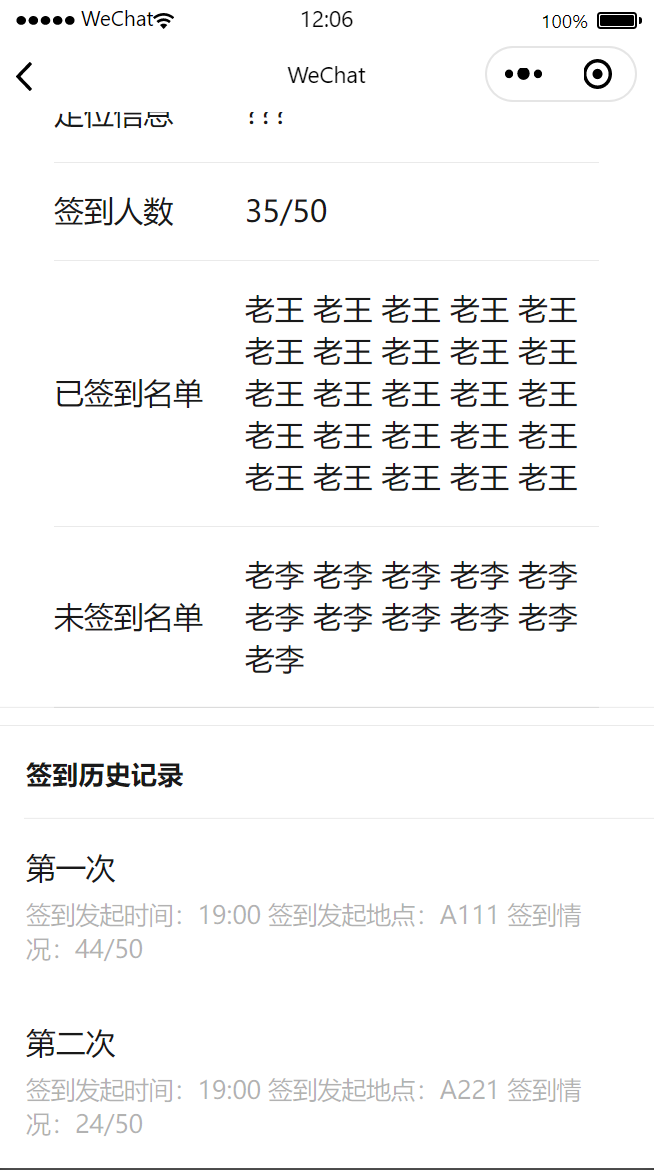 WeChat 12:06 100%
WeChat
定位信息 ???
签到人数 35/50
老王 老王 老王 老王 老王
老王 老王 老王 老王 老王
已签到名单 老王 老王 老王 老王 老王
老王 老王 老王 老王 老王
老王 老王 老王 老王 老王
老李 老李 老李 老李 老李
未签到名单 老李 老李 老李 老李 老李
老李
签到历史记录
第一次
签到发起时间：19:00 签到发起地点：A111 签到情
况：44/50
第二次
签到发起时间：19:00 签到发起地点：A221 签到情
况：24/50